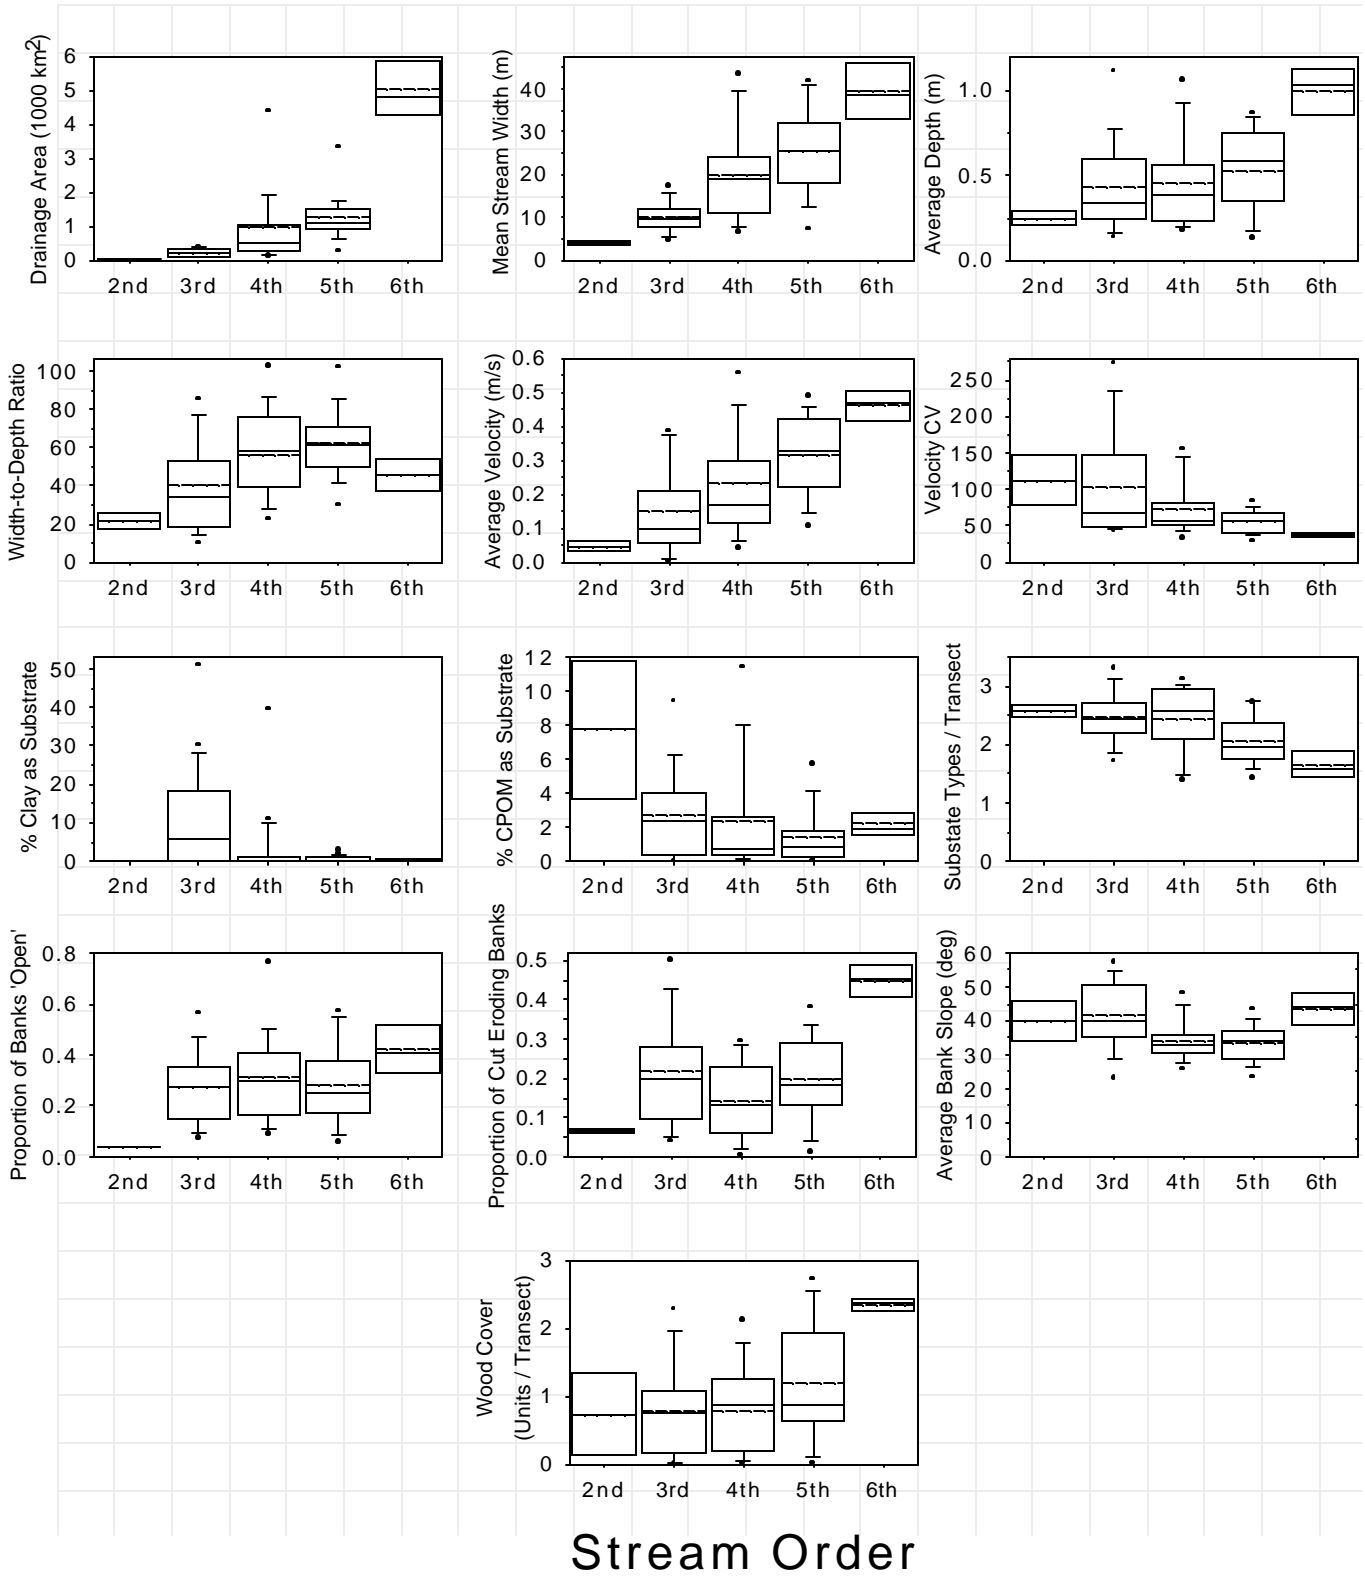 Drainage Area (1000 km2)
6
5
4
3
2
1
0
2nd 3rd 4th 5th 6th
Mean Stream Width (m)
40
30
20
10
0
2nd 3rd 4th 5th 6th
Average Depth (m)
1.0
0.5
0.0
2nd 3rd 4th 5th 6th
Width-to-Depth Ratio
100
80
60
40
20
0
2nd 3rd 4th 5th 6th
Average Velocity (m/s)
0.6
0.5
0.4
0.3
0.2
0.1
0.0
2nd 3rd 4th 5th 6th
Velocity CV
250
200
150
100
50
0
2nd 3rd 4th 5th 6th
% Clay as Substrate
50
40
30
20
10
0
2nd 3rd 4th 5th 6th
% CPOM as Substrate
12
10
8
6
4
2
0
2nd 3rd 4th 5th 6th
Substate Types / Transect
3
2
1
0
2nd 3rd 4th 5th 6th
Proportion of Banks 'Open'
0.8
0.6
0.4
0.2
0.0
2nd 3rd 4th 5th 6th
Proportion of Cut Eroding Banks
0.5
0.4
0.3
0.2
0.1
0.0
2nd 3rd 4th 5th 6th
Average Bank Slope (deg)
60
50
40
30
20
10
0
2nd 3rd 4th 5th 6th
Wood Cover
(Units / Transect)
3
2
1
0
2nd 3rd 4th 5th 6th
Stream Order